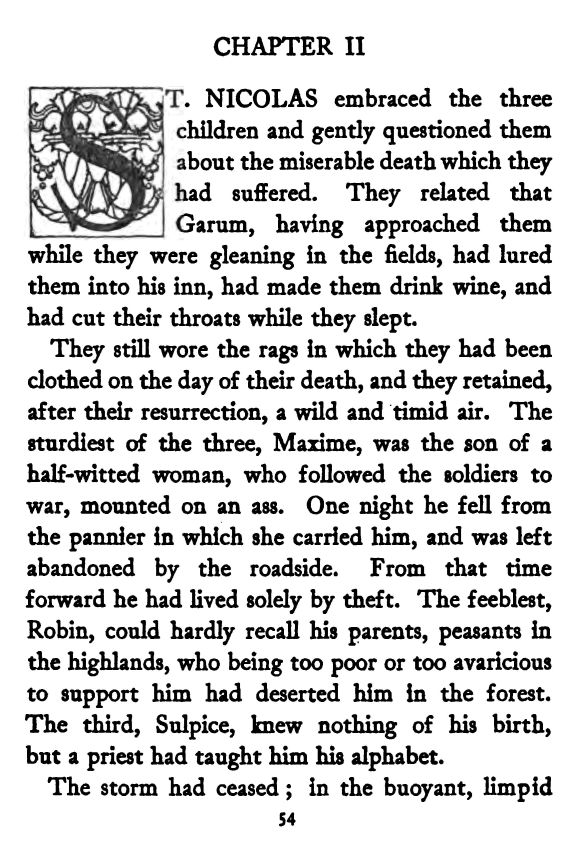 CHAPTER II
ST. NICOLAS embraced the three
children and gently questioned them
about the miserable death which they
had suffered. They related that
Garum, having approached them
while they were gleaning in the fields, had lured
them into his inn, had made them drink wine, and
had cut their throats while they slept.
They still wore the rags in which they had been
clothed on the day of their death, and they retained,
after their resurrection, a wild and timid air. The
sturdiest of the three, Maxime, was the son of a
half-witted woman, who followed the soldiers to
war, mounted on an ass. One night he fell from
the pannier in which she carried him, and was left
abandoned by the roadside. From that time
forward he had lived solely by theft. The feeblest,
Robin, could hardly recall his parents, peasants in
the highlands, who being too poor or too avaricious
to support him had deserted him in the forest.
The third, Sulpice, knew nothing of his birth,
but a priest had taught him his alphabet.
The storm had ceased ; in the buoyant, limpid
54